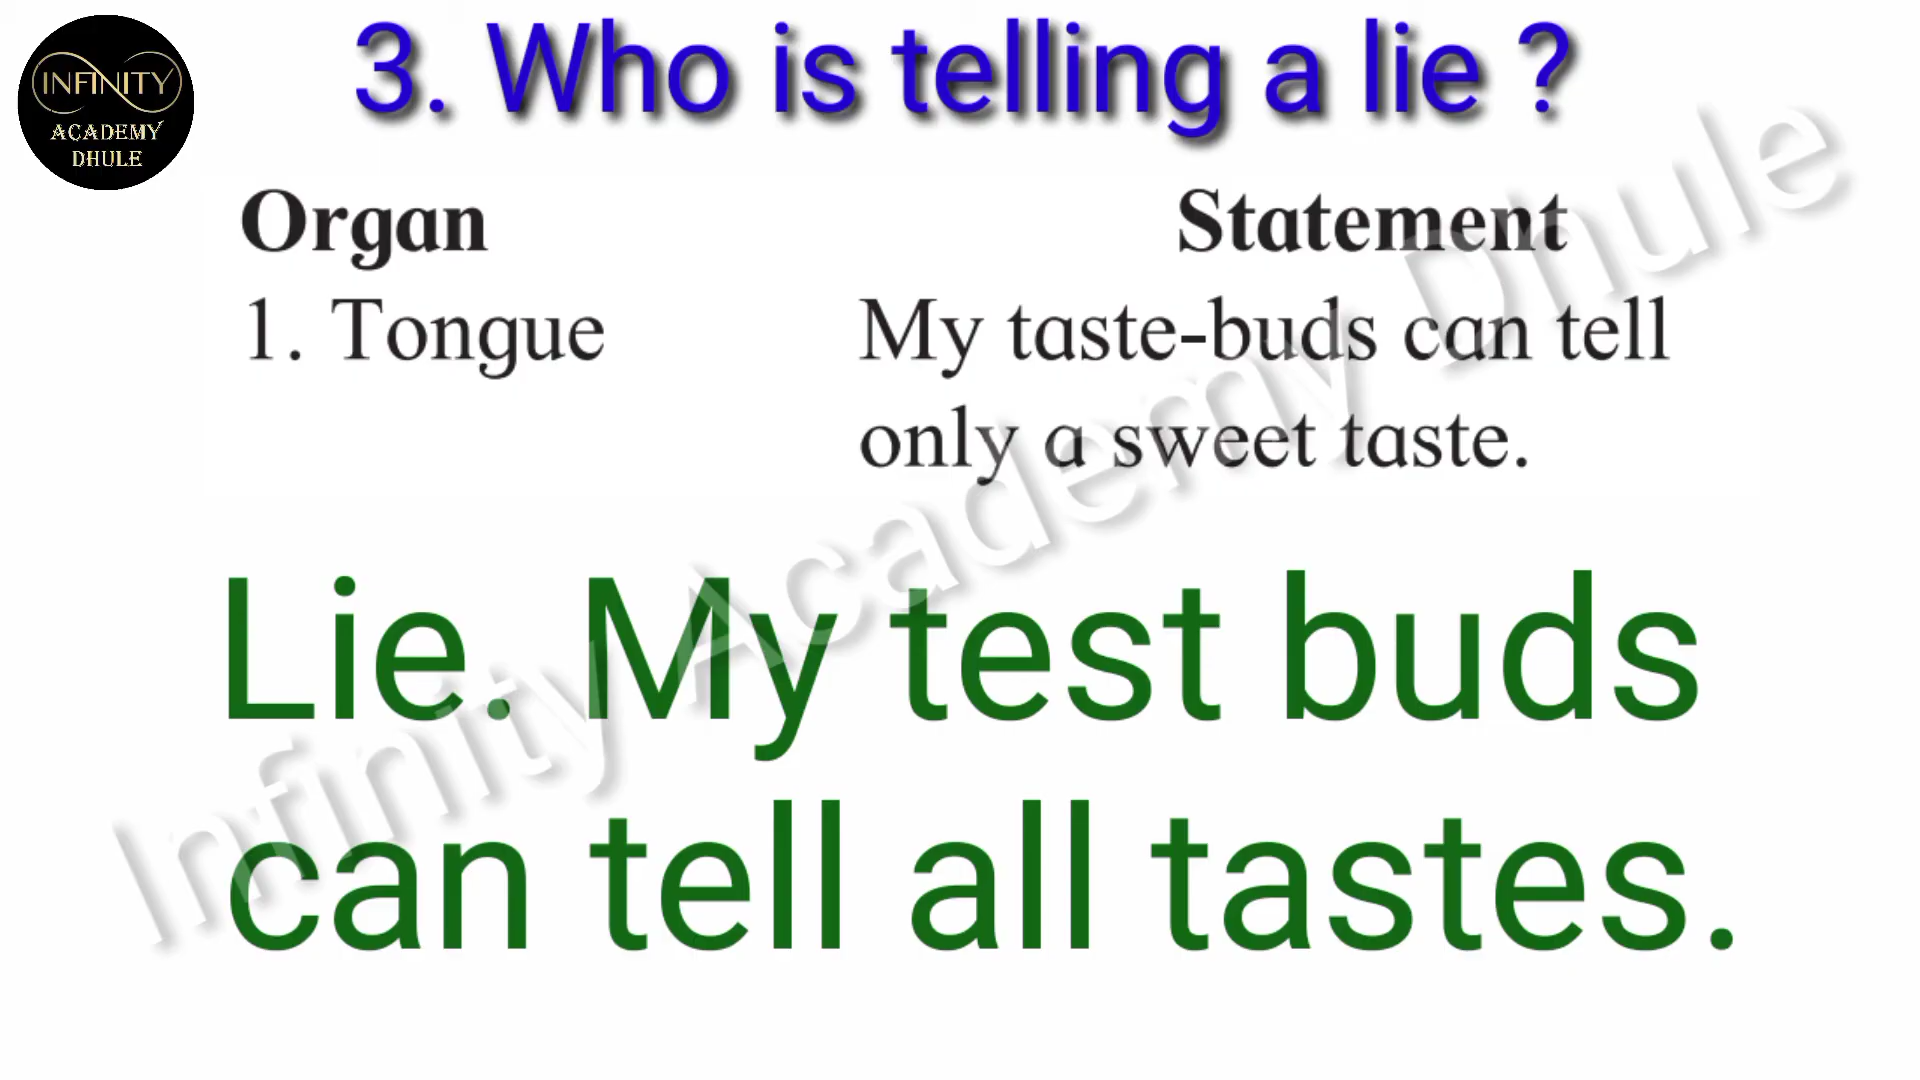 INFINITY
ACADEMY
DHULE
3. Who is telling a lie ?
Organ Statement
1. Tongue My taste-buds can tell
only a sweet taste.
Lie. My test buds
can tell all tastes.
Infinity Academy Dhule